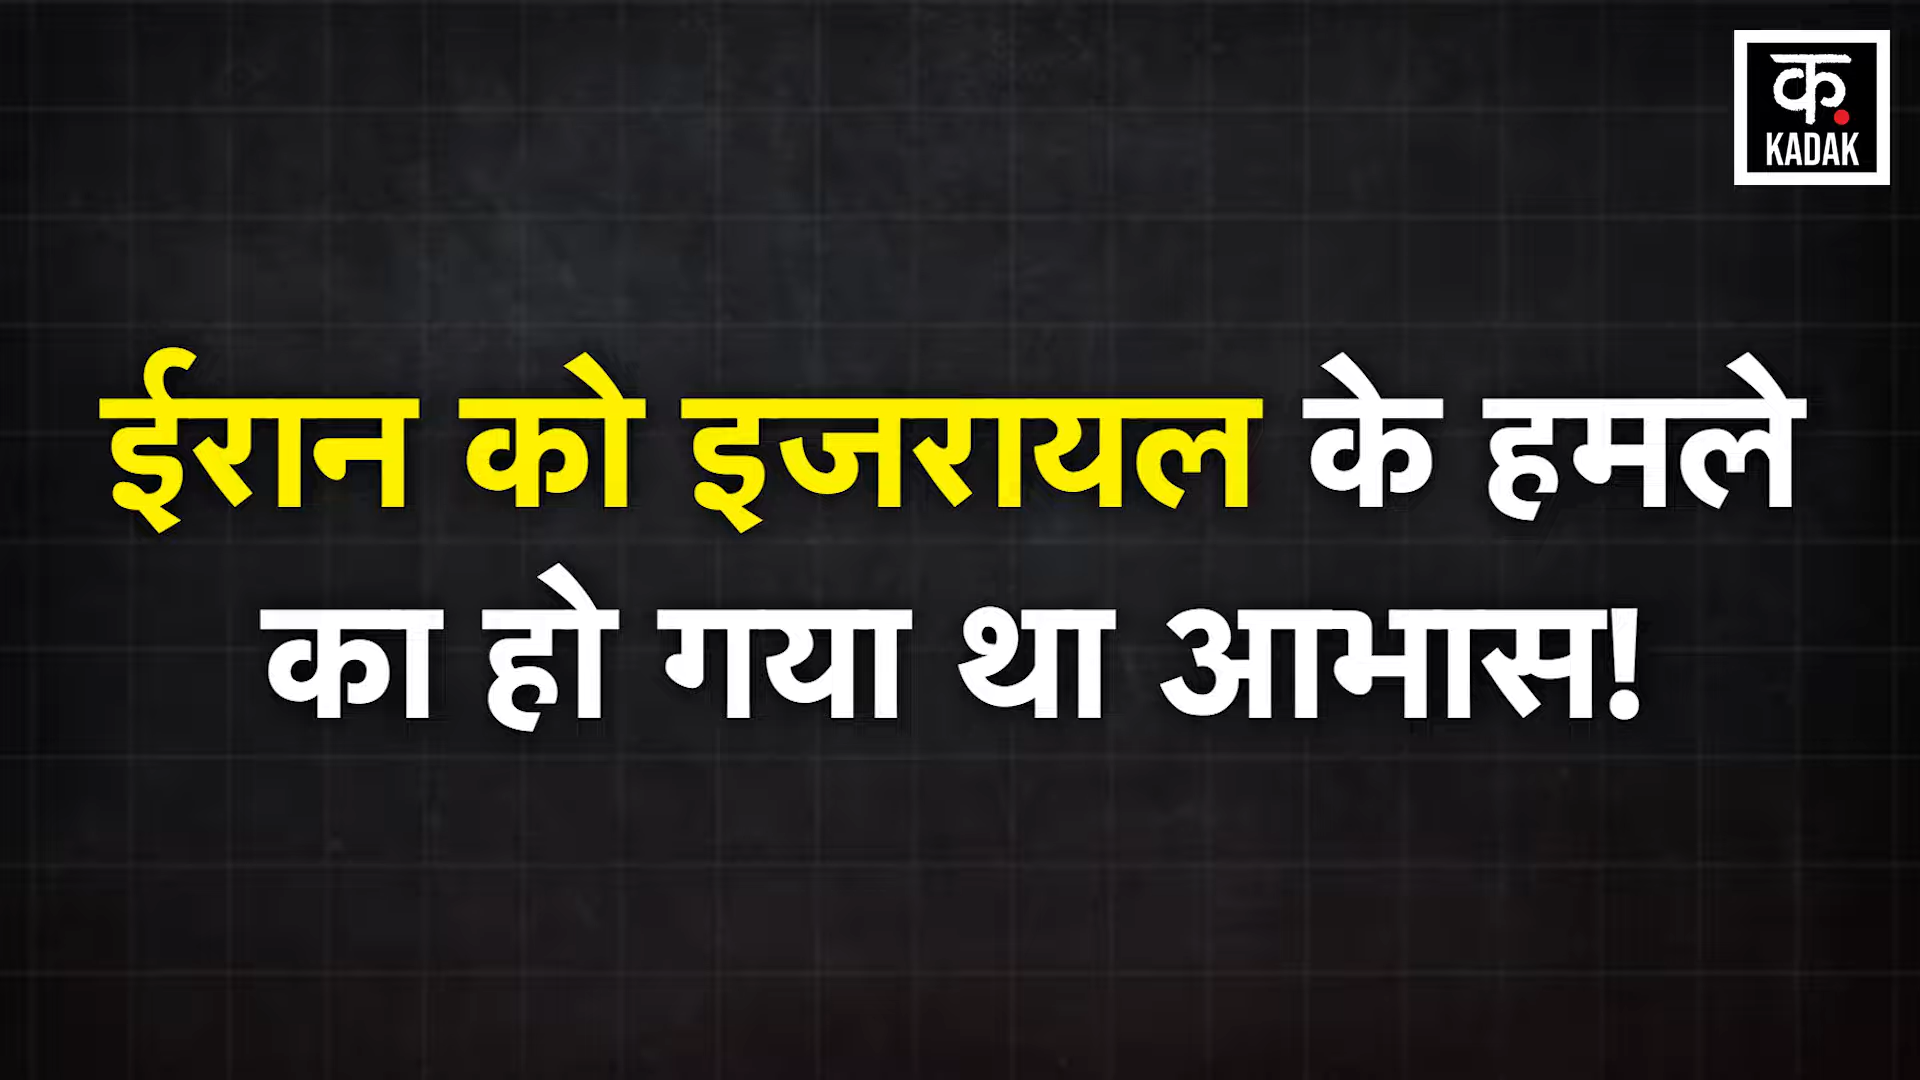 क.
KADAK
ईरान को इजरायल के हमले
का हो गया था आभास!